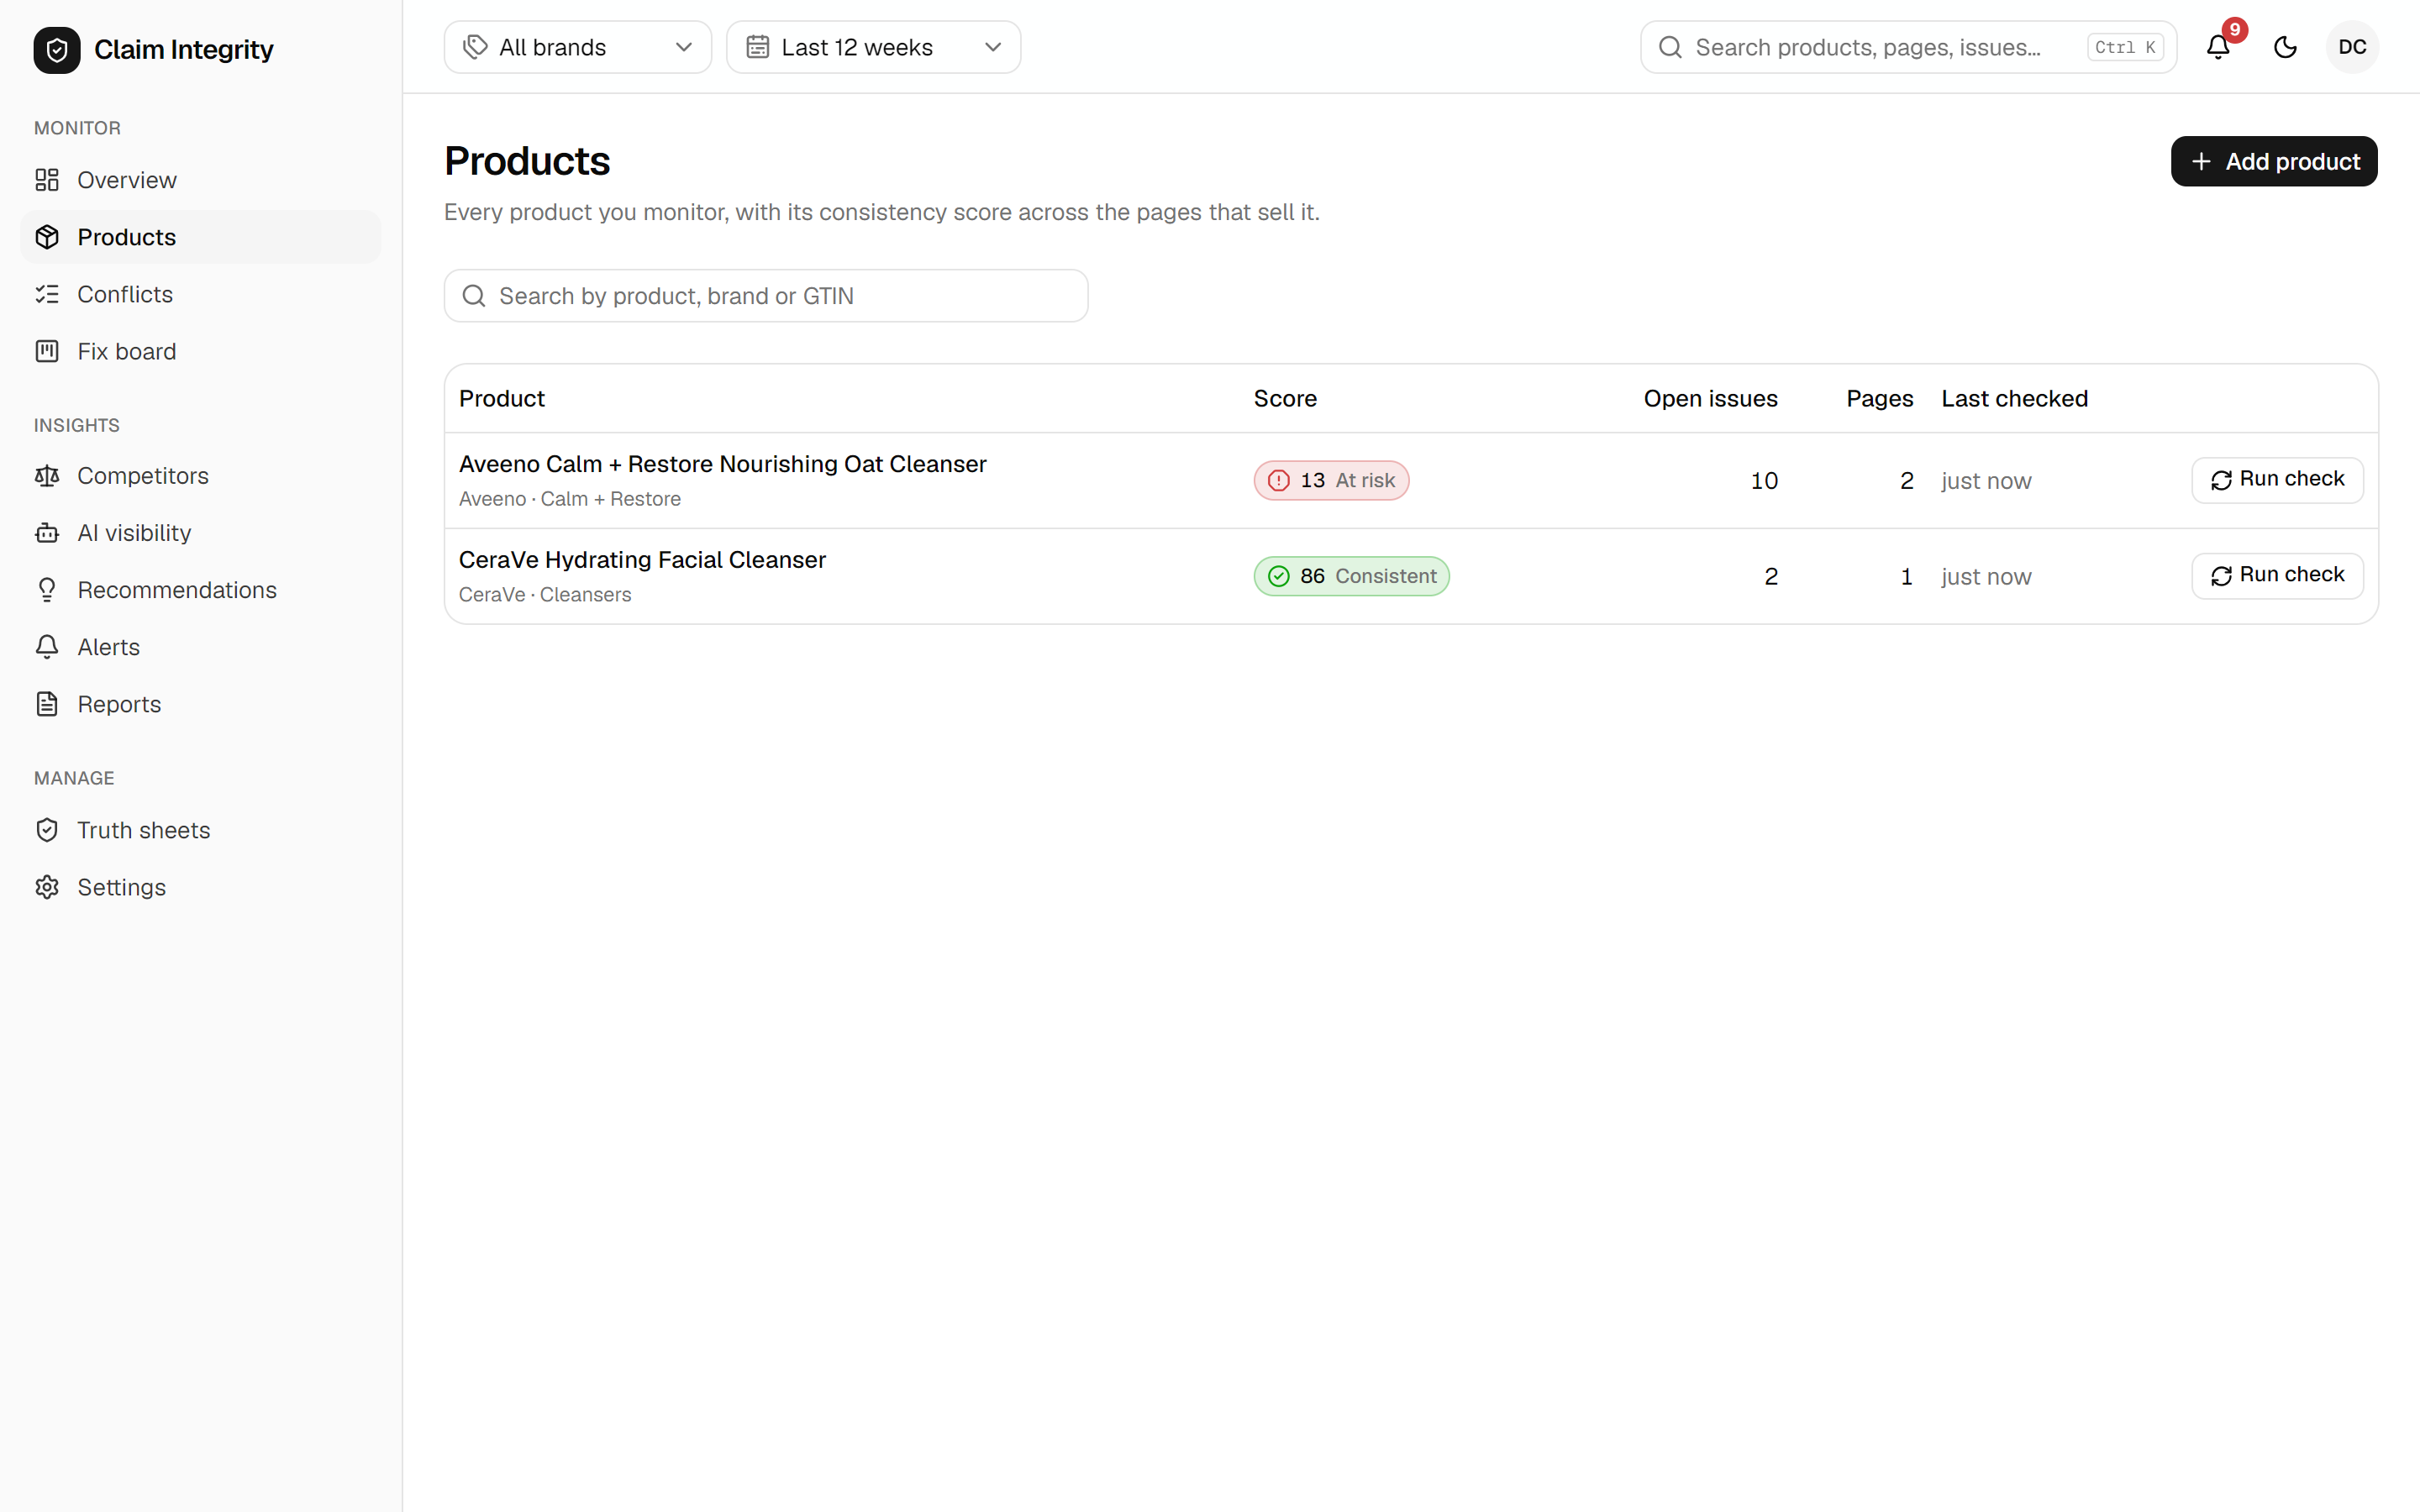 Claim Integrity
All brands
Last 12 weeks
Search products, pages, issues...
Ctrl K
9
DC
MONITOR
Overview
Products
Conflicts
Fix board
INSIGHTS
Competitors
AI visibility
Recommendations
Alerts
Reports
MANAGE
Truth sheets
Settings
Products
Add product
Every product you monitor, with its consistency score across the pages that sell it.
Search by product, brand or GTIN
Product Score Open issues Pages Last checked
Aveeno Calm + Restore Nourishing Oat Cleanser
Aveeno · Calm + Restore
13 At risk 10 2 just now Run check
CeraVe Hydrating Facial Cleanser
CeraVe · Cleansers
86 Consistent 2 1 just now Run check